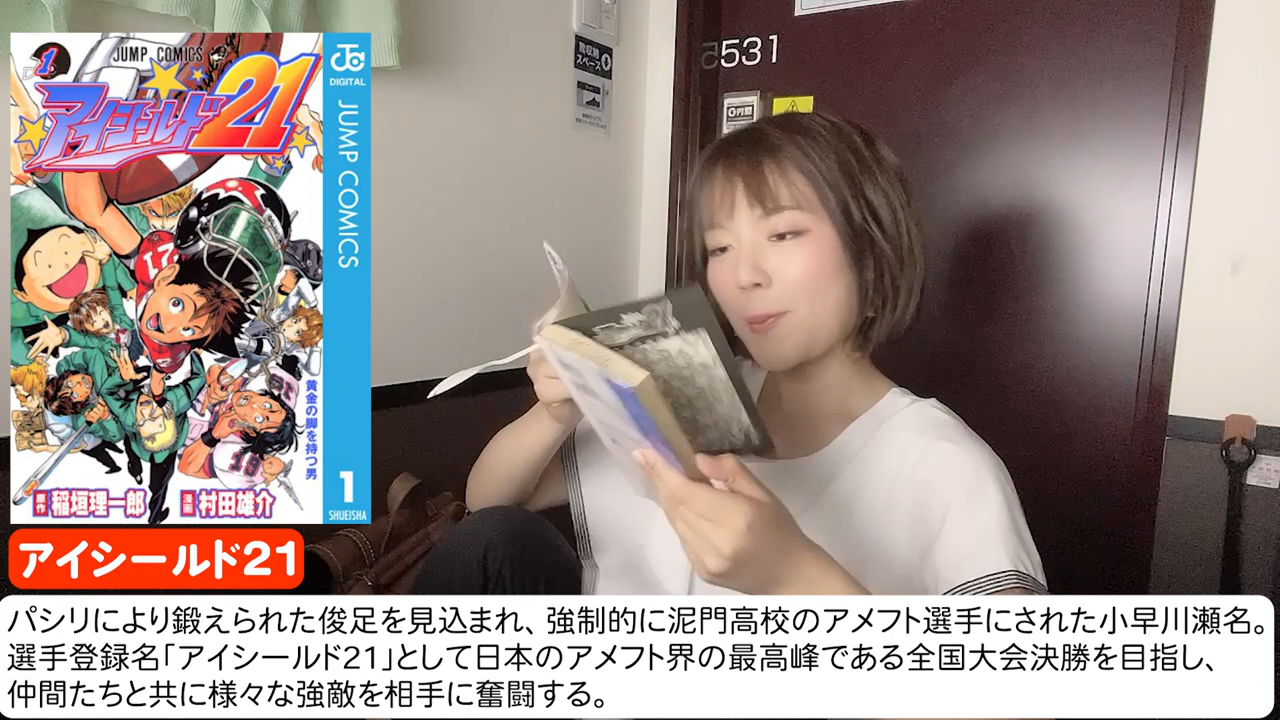 1
JUMP COMICS
アイシールド21
黄金の脚を持つ男
原作 稲垣理一郎 漫画 村田雄介
DIGITAL
JUMP COMICS
1
SHUEISHA
靴収納
スペース
531
アイシールド21
パシリにより鍛えられた俊足を見込まれ、強制的に泥門高校のアメフト選手にされた小早川瀬名。
選手登録名「アイシールド21」として日本のアメフト界の最高峰である全国大会決勝を目指し、
仲間たちと共に様々な強敵を相手に奮闘する。